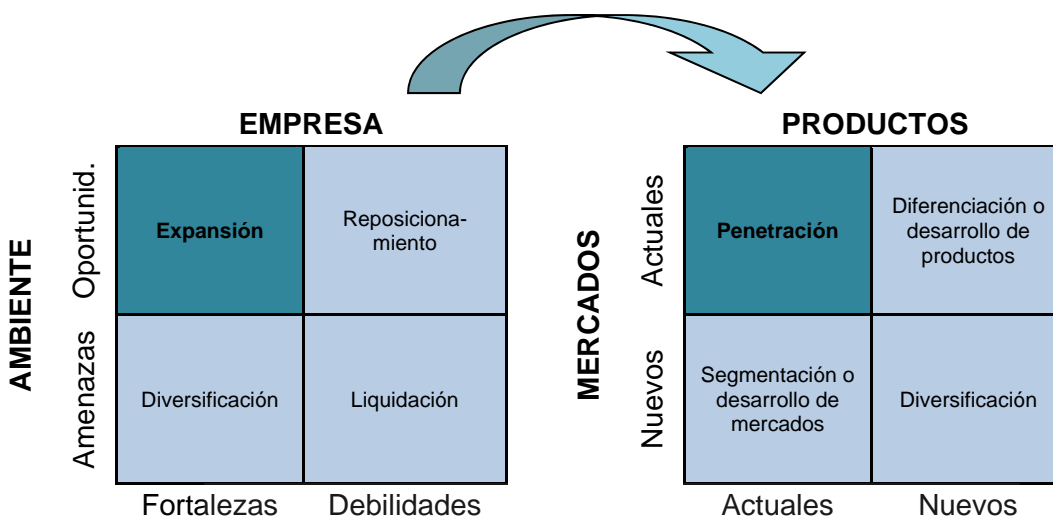 EMPRESA
AMBIENTE
Oportunid.
Amenazas
Expansión
Reposiciona-
miento
Diversificación
Liquidación
Fortalezas
Debilidades
PRODUCTOS
MERCADOS
Actuales
Nuevos
Penetración
Diferenciación o
desarrollo de
productos
Segmentación o
desarrollo de
mercados
Diversificación
Actuales
Nuevos